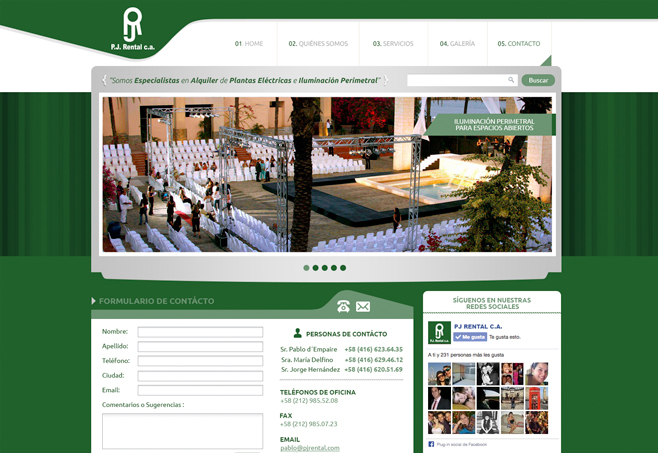 P.J. Rental c.a.
01 HOME
02. QUIÉNES SOMOS
03. SERVICIOS
04. GALERÍA
05. CONTACTO
"Somos Especialistas en Alquiler de Plantas Eléctricas e Iluminación Perimetral"
Buscar
ILUMINACIÓN PERIMETRAL
PARA ESPACIOS ABIERTOS
FORMULARIO DE CONTÁCTO
Nombre:
Apellido:
Teléfono:
Ciudad:
Email:
Comentarios o Sugerencias :
PERSONAS DE CONTÁCTO
Sr. Pablo d´Empaire +58 (416) 623.64.35
Sra. María Delfino +58 (416) 629.46.12
Sr. Jorge Hernández +58 (416) 620.51.69
TELÉFONOS DE OFICINA
+58 (212) 985.52.08
FAX
+58 (212) 985.07.23
EMAIL
pablo@pjrental.com
SÍGUENOS EN NUESTRAS
REDES SOCIALES
P.J. Rental c.a.
PJ RENTAL C.A.
Me gusta
Te gusta esto.
A ti y 231 personas más les gusta
Plug-in social de Facebook